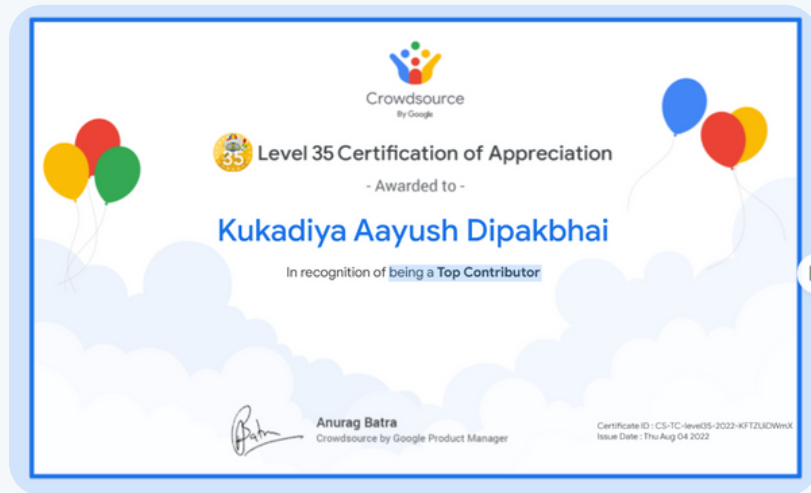 Crowdsource
By Google
35 Level 35 Certification of Appreciation
- Awarded to -
Kukadiya Aayush Dipakbhai
In recognition of being a Top Contributor
Batra
Anurag Batra
Crowdsource by Google Product Manager
Certificate ID : CS-TC-level35-2022-KFTZUiDWmX
Issue Date : Thu Aug 04 2022